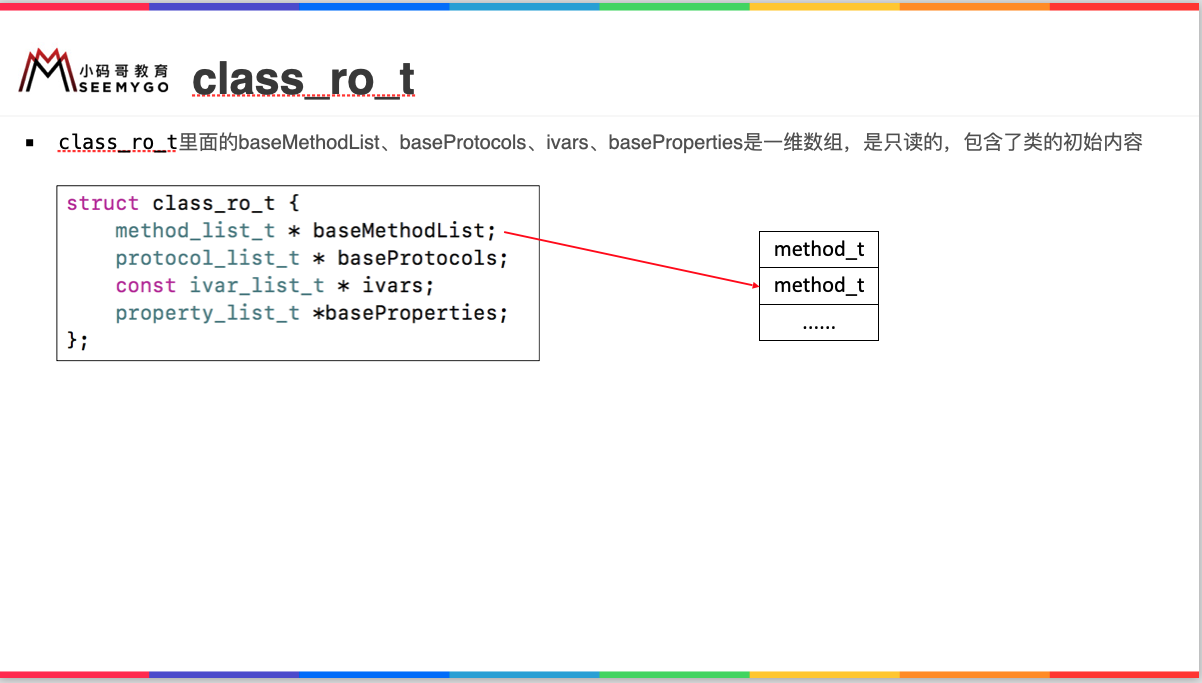 小码哥教育
SEEMYGO
class_ro_t
▪ class_ro_t里面的baseMethodList、baseProtocols、ivars、baseProperties是一维数组，是只读的，包含了类的初始内容
struct class_ro_t {
method_list_t * baseMethodList;
protocol_list_t * baseProtocols;
const ivar_list_t * ivars;
property_list_t *baseProperties;
};
method_t
method_t
......